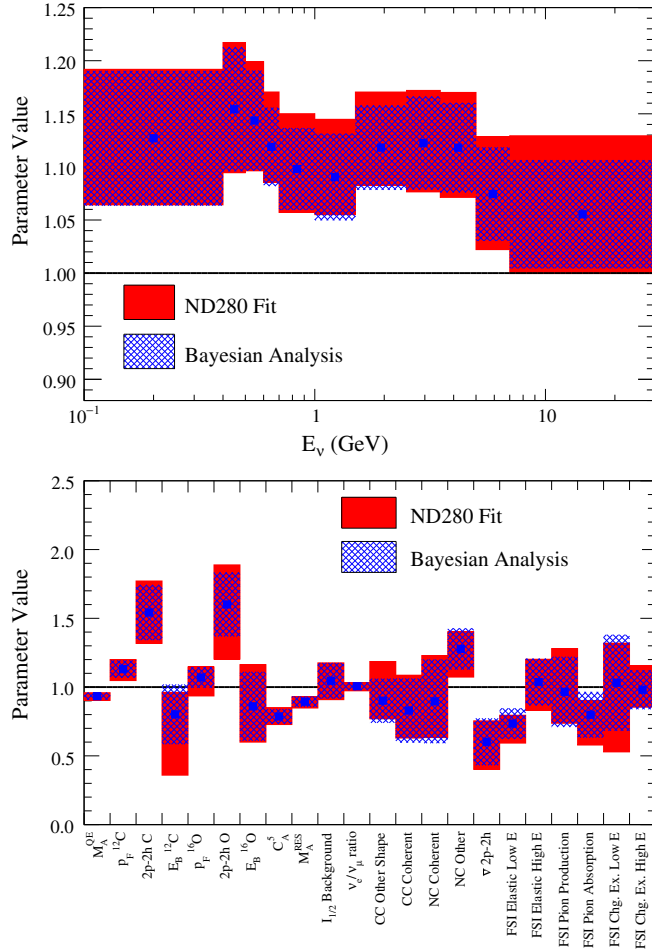 Parameter Value
1.25
1.20
1.15
1.10
1.05
1.00
0.95
0.90
ND280 Fit
Bayesian Analysis
10⁻¹ 1 10
E_ν (GeV)
Parameter Value
2.5
2.0
1.5
1.0
0.5
0.0
ND280 Fit
Bayesian Analysis
M_A^QE
p_F ¹²C
2p-2h C
E_B ¹²C
p_F ¹⁶O
2p-2h O
E_B ¹⁶O
C_A^5
M_A^RES
I_1/2 Background
ν_e/ν_μ ratio
CC Other Shape
CC Coherent
NC Coherent
NC Other
∇ 2p-2h
FSI Elastic Low E
FSI Elastic High E
FSI Pion Production
FSI Pion Absorption
FSI Chg. Ex. Low E
FSI Chg. Ex. High E